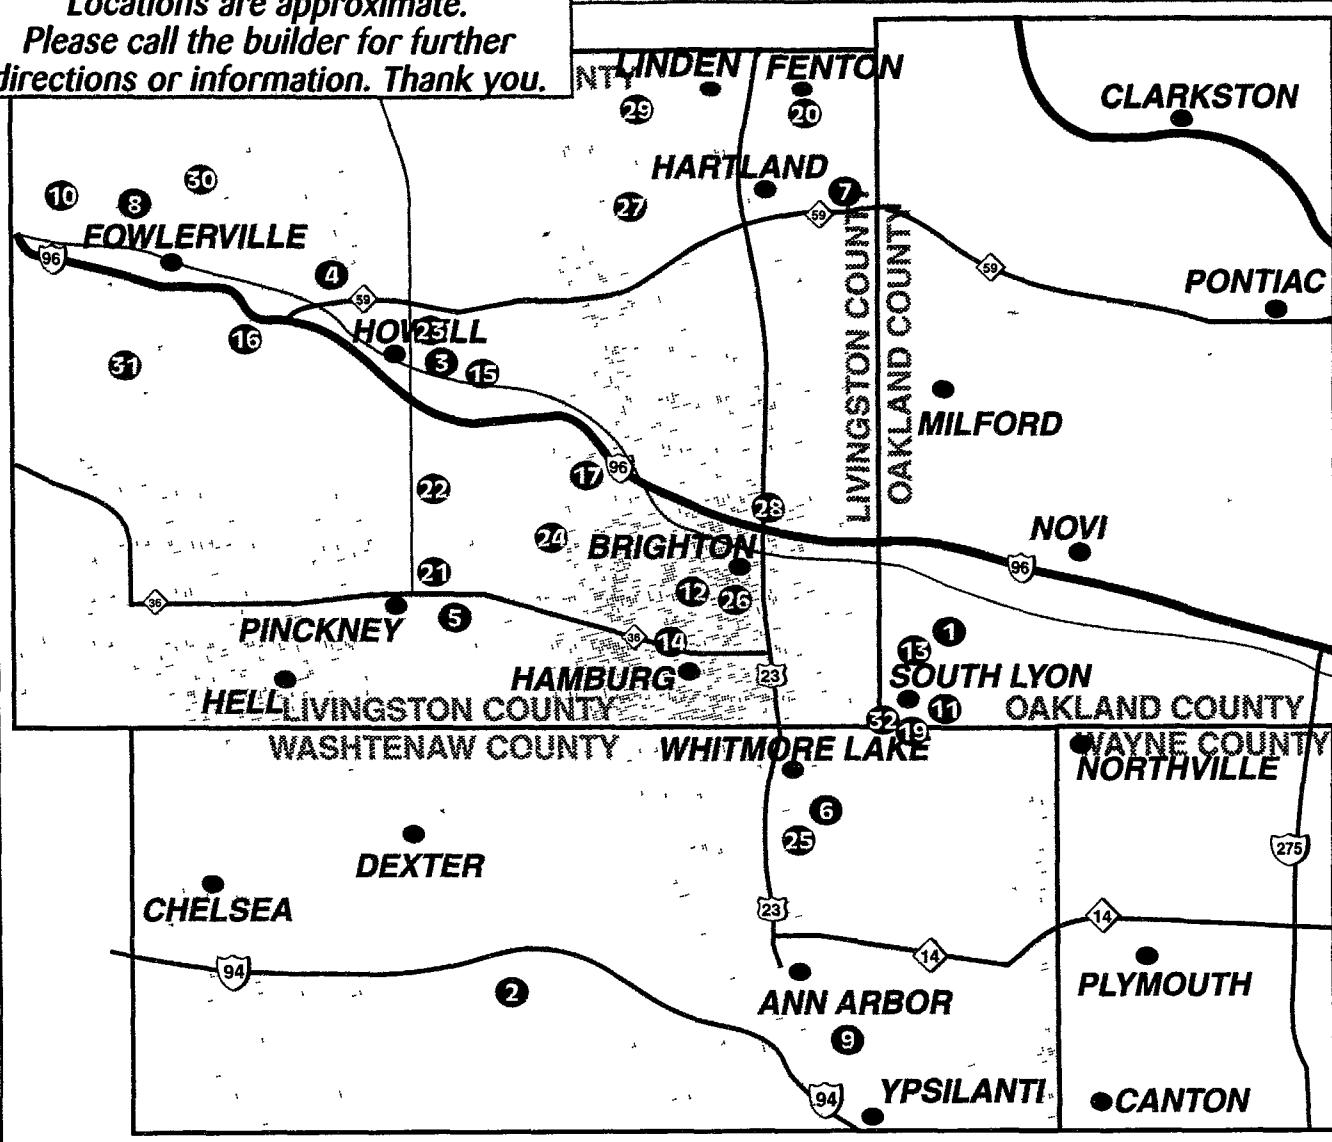 Locations are approximate.
Please call the builder for further
directions or information. Thank you.
NTY
LINDEN
FENTON
29
20
CLARKSTON
HARTLAND
30
10
8
7
27
59
FOWLERVILLE
96
4
59
59
PONTIAC
HOWELL
23
16
3
15
31
LIVINGSTON COUNTY
OAKLAND COUNTY
MILFORD
96
17
22
28
NOVI
24
BRIGHTON
96
21
12
26
36
5
PINCKNEY
36
14
1
13
HAMBURG
23
SOUTH LYON
HELL
LIVINGSTON COUNTY
11
OAKLAND COUNTY
32
19
WASHTENAW COUNTY
WHITMORE LAKE
WAYNE COUNTY
NORTHVILLE
6
25
275
DEXTER
CHELSEA
23
14
14
94
2
PLYMOUTH
ANN ARBOR
9
94
YPSILANTI
CANTON